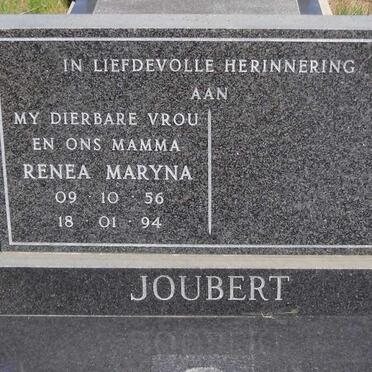 IN LIEFDEVOLLE HERINNERING
AAN
MY DIERBARE VROU
EN ONS MAMMA
RENEA MARYNA
09 · 10 · 56
18 · 01 · 94
JOUBERT